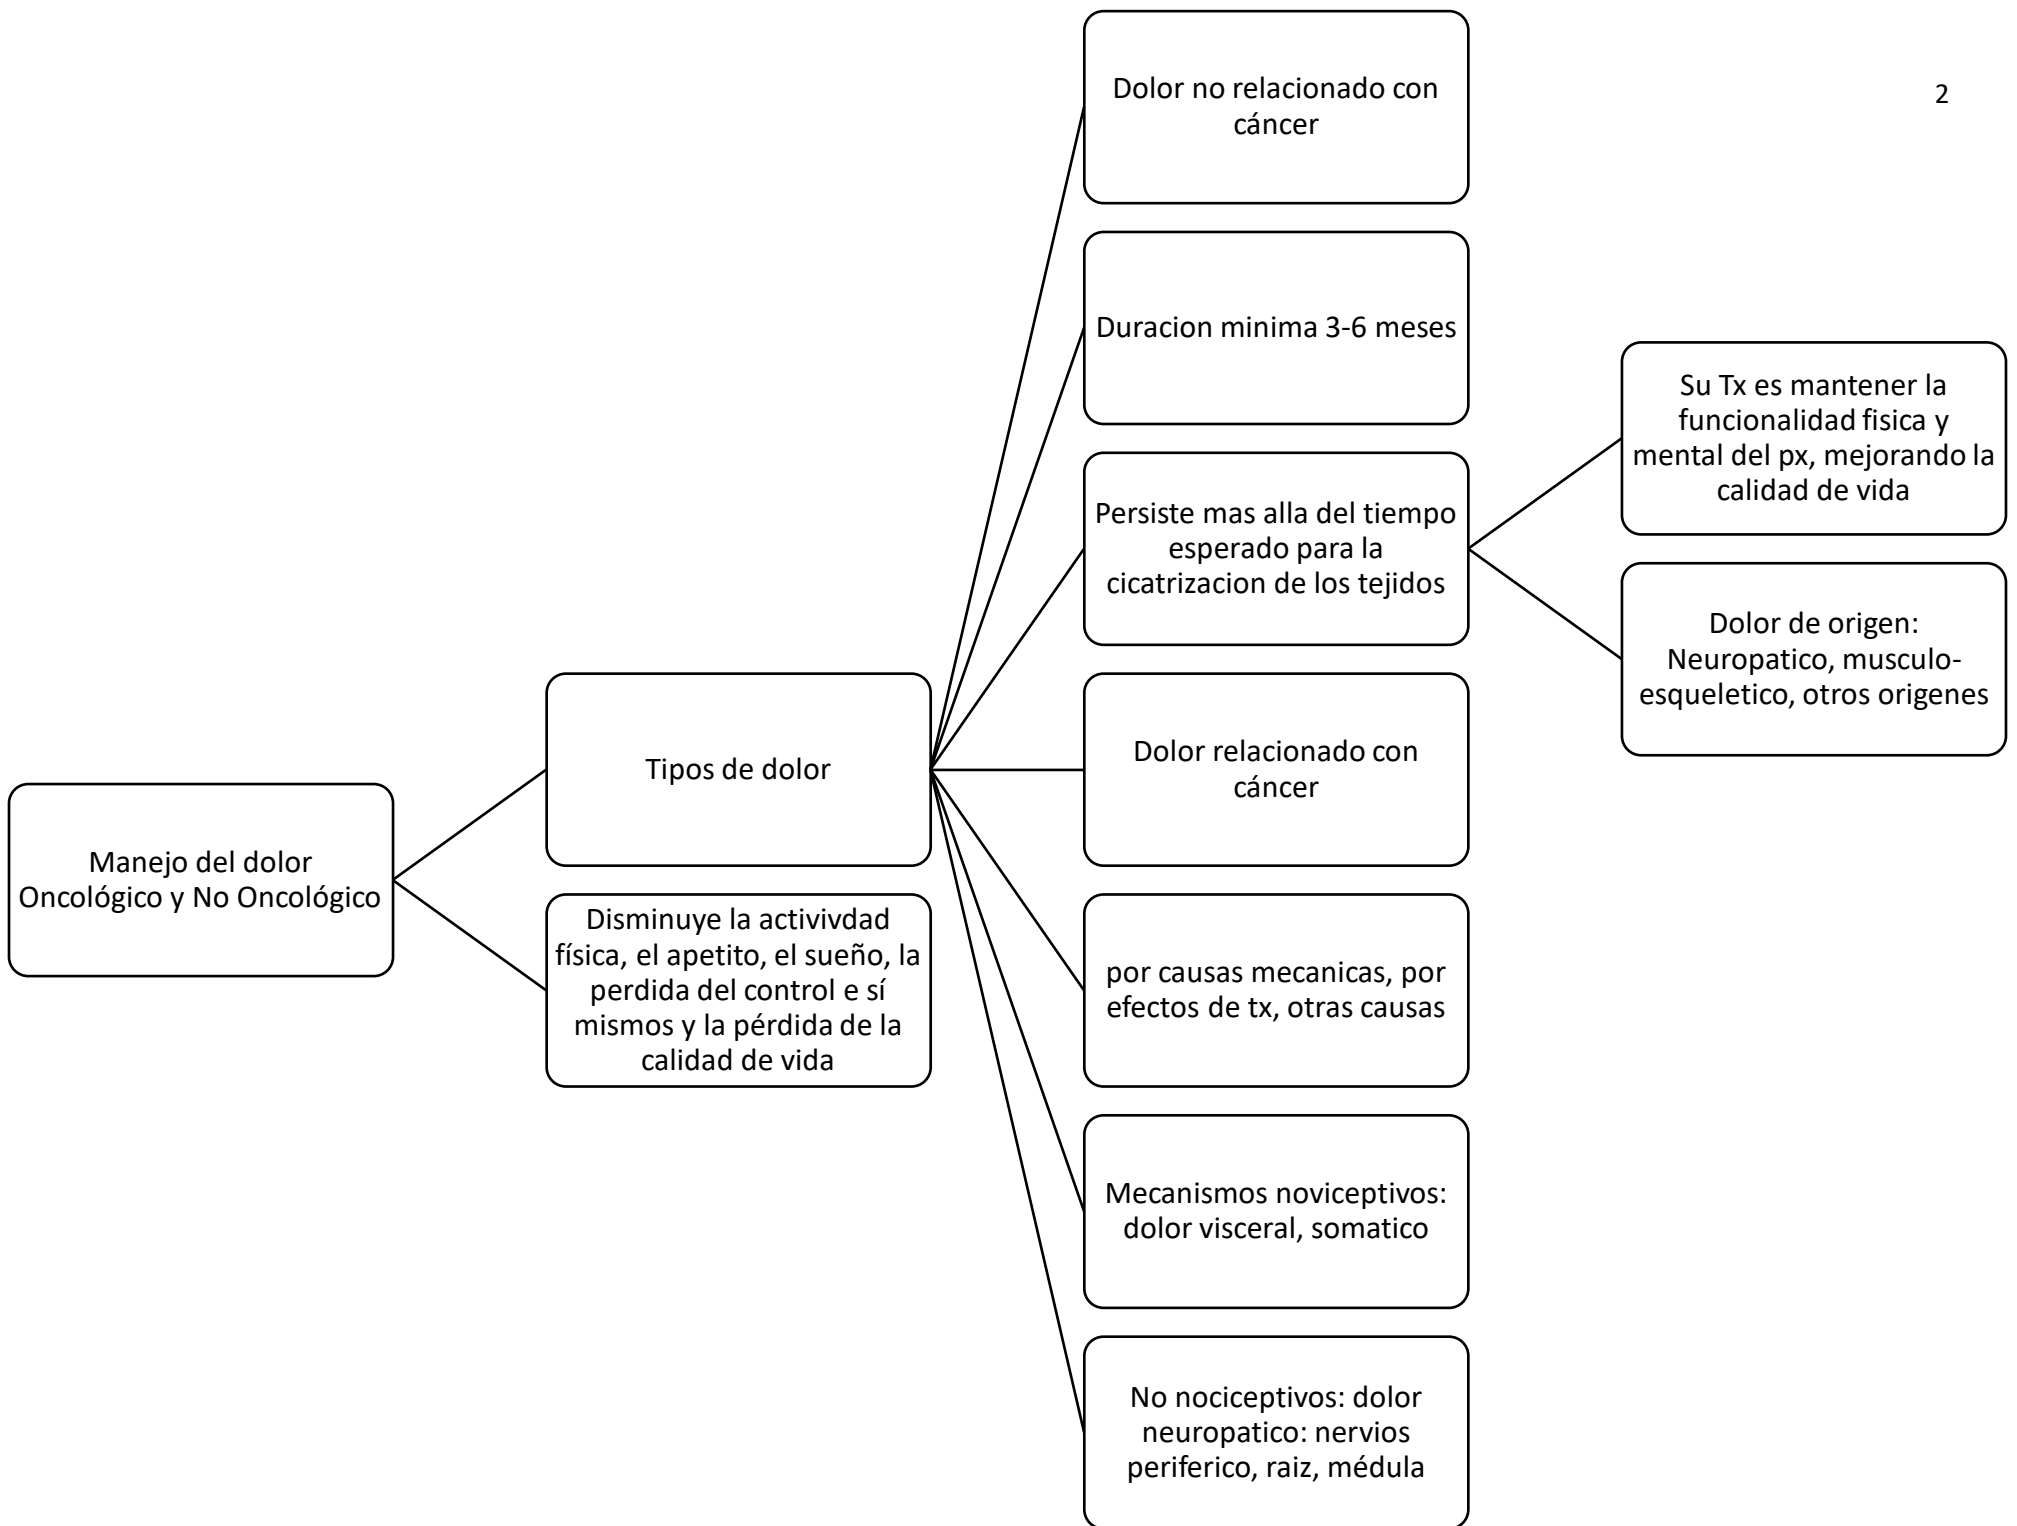 2
Manejo del dolor
Oncológico y No Oncológico
Tipos de dolor
Disminuye la activivdad
física, el apetito, el sueño, la
perdida del control e sí
mismos y la pérdida de la
calidad de vida
Dolor no relacionado con
cáncer
Duracion minima 3-6 meses
Persiste mas alla del tiempo
esperado para la
cicatrizacion de los tejidos
Su Tx es mantener la
funcionalidad fisica y
mental del px, mejorando la
calidad de vida
Dolor de origen:
Neuropatico, musculo-
esqueletico, otros origenes
Dolor relacionado con
cáncer
por causas mecanicas, por
efectos de tx, otras causas
Mecanismos noviceptivos:
dolor visceral, somatico
No nociceptivos: dolor
neuropatico: nervios
periferico, raiz, médula